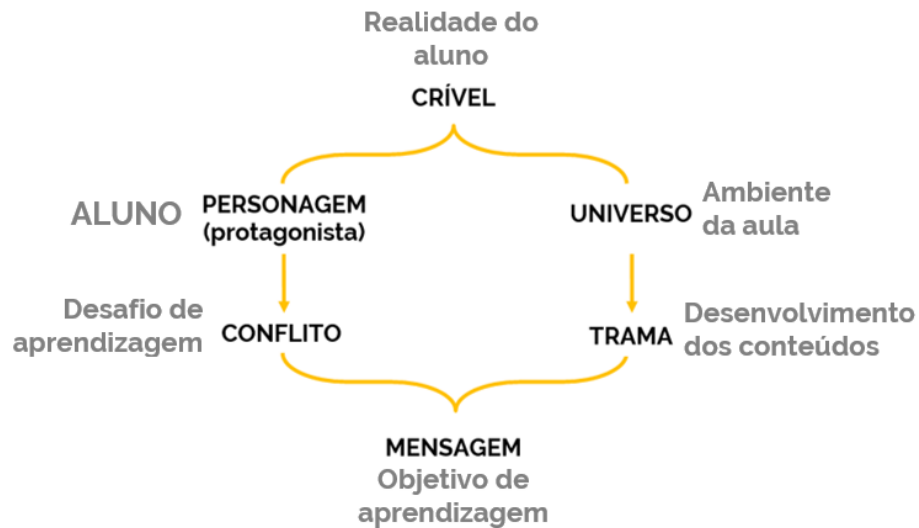 Realidade do
aluno
CRÍVEL
ALUNO
PERSONAGEM
(protagonista)
UNIVERSO
Ambiente
da aula
Desafio de
aprendizagem
CONFLITO
TRAMA
Desenvolvimento
dos conteúdos
MENSAGEM
Objetivo de
aprendizagem